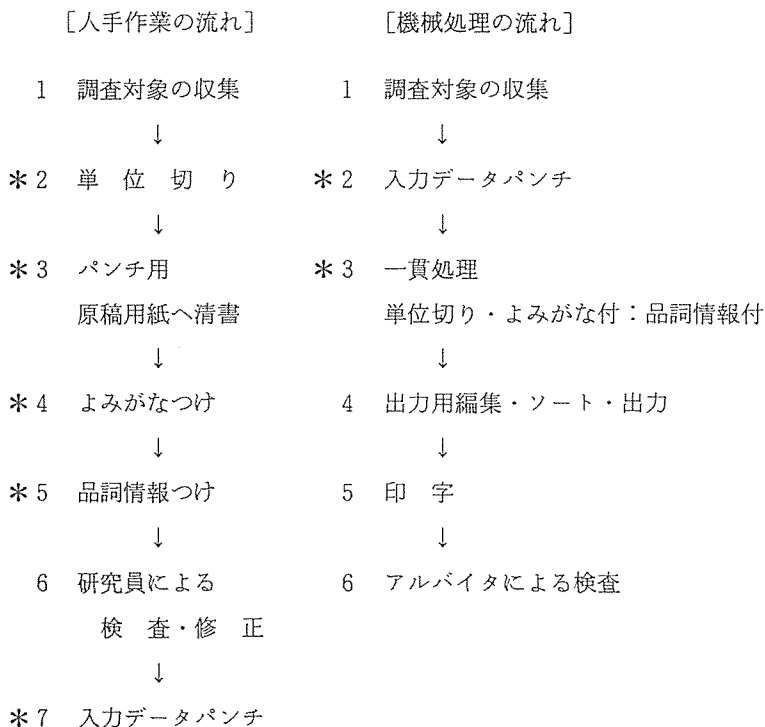 [人手作業の流れ]
1 調査対象の収集
↓
*2 単 位 切 り
↓
*3 パンチ用
原稿用紙へ清書
↓
*4 よみがなつけ
↓
*5 品詞情報つけ
↓
6 研究員による
検 査・修 正
↓
*7 入力データパンチ
[機械処理の流れ]
1 調査対象の収集
↓
*2 入力データパンチ
↓
*3 一貫処理
単位切り・よみがな付：品詞情報付
↓
4 出力用編集・ソート・出力
↓
5 印 字
↓
6 アルバイタによる検査